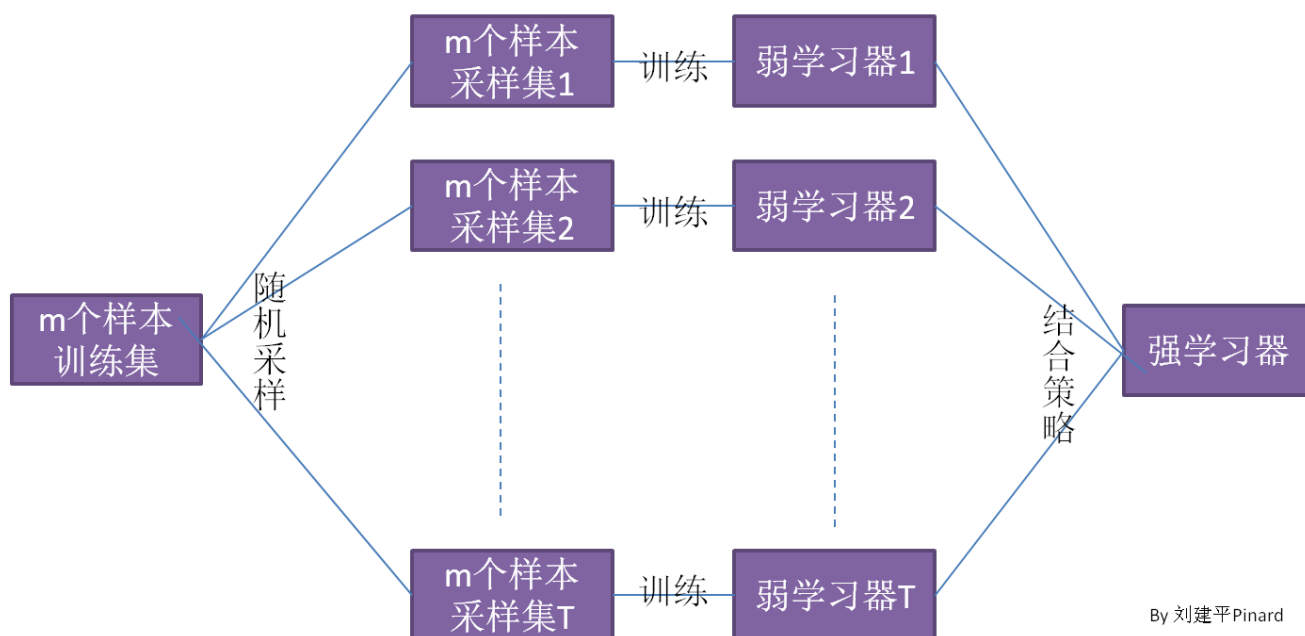 m个样本
采样集1
训练
弱学习器1
m个样本
采样集2
训练
弱学习器2
m个样本
训练集
随机采样
结合策略
强学习器
m个样本
采样集T
训练
弱学习器T
By 刘建平Pinard